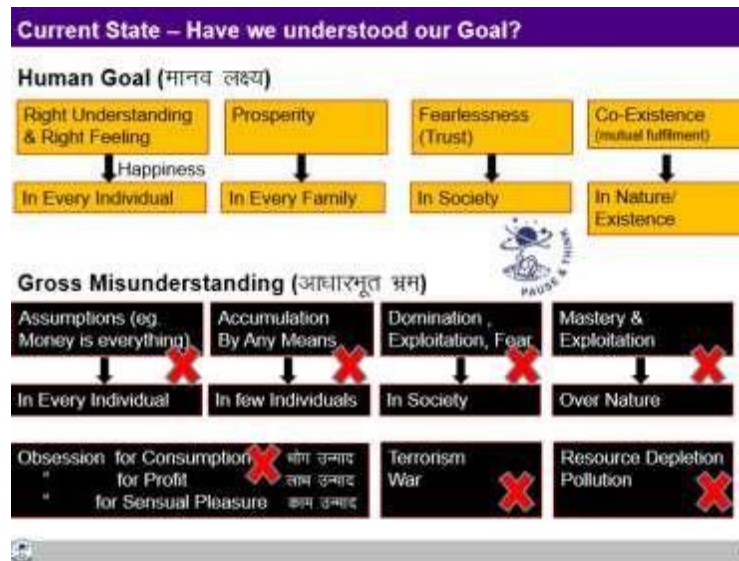 Current State – Have we understood our Goal?
Human Goal (मानव लक्ष्य)
Right Understanding
& Right Feeling
Prosperity
Fearlessness
(Trust)
Co-Existence
(mutual fulfilment)
Happiness
In Every Individual
In Every Family
In Society
In Nature/
Existence
PAUSE & THINK
Gross Misunderstanding (आधारभूत भ्रम)
Assumptions (eg.
Money is everything)
Accumulation
By Any Means
Domination ,
Exploitation, Fear
Mastery &
Exploitation
In Every Individual
In few Individuals
In Society
Over Nature
Obsession for Consumption भोग उन्माद
" for Profit लाभ उन्माद
" for Sensual Pleasure काम उन्माद
Terrorism
War
Resource Depletion
Pollution